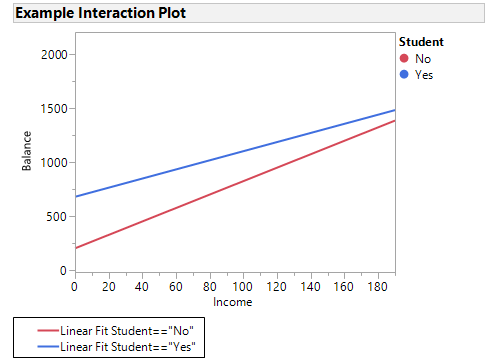 Example Interaction Plot
Student
No
Yes
2000
1500
1000
500
0
Balance
0 20 40 60 80 100 120 140 160 180
Income
Linear Fit Student=="No"
Linear Fit Student=="Yes"